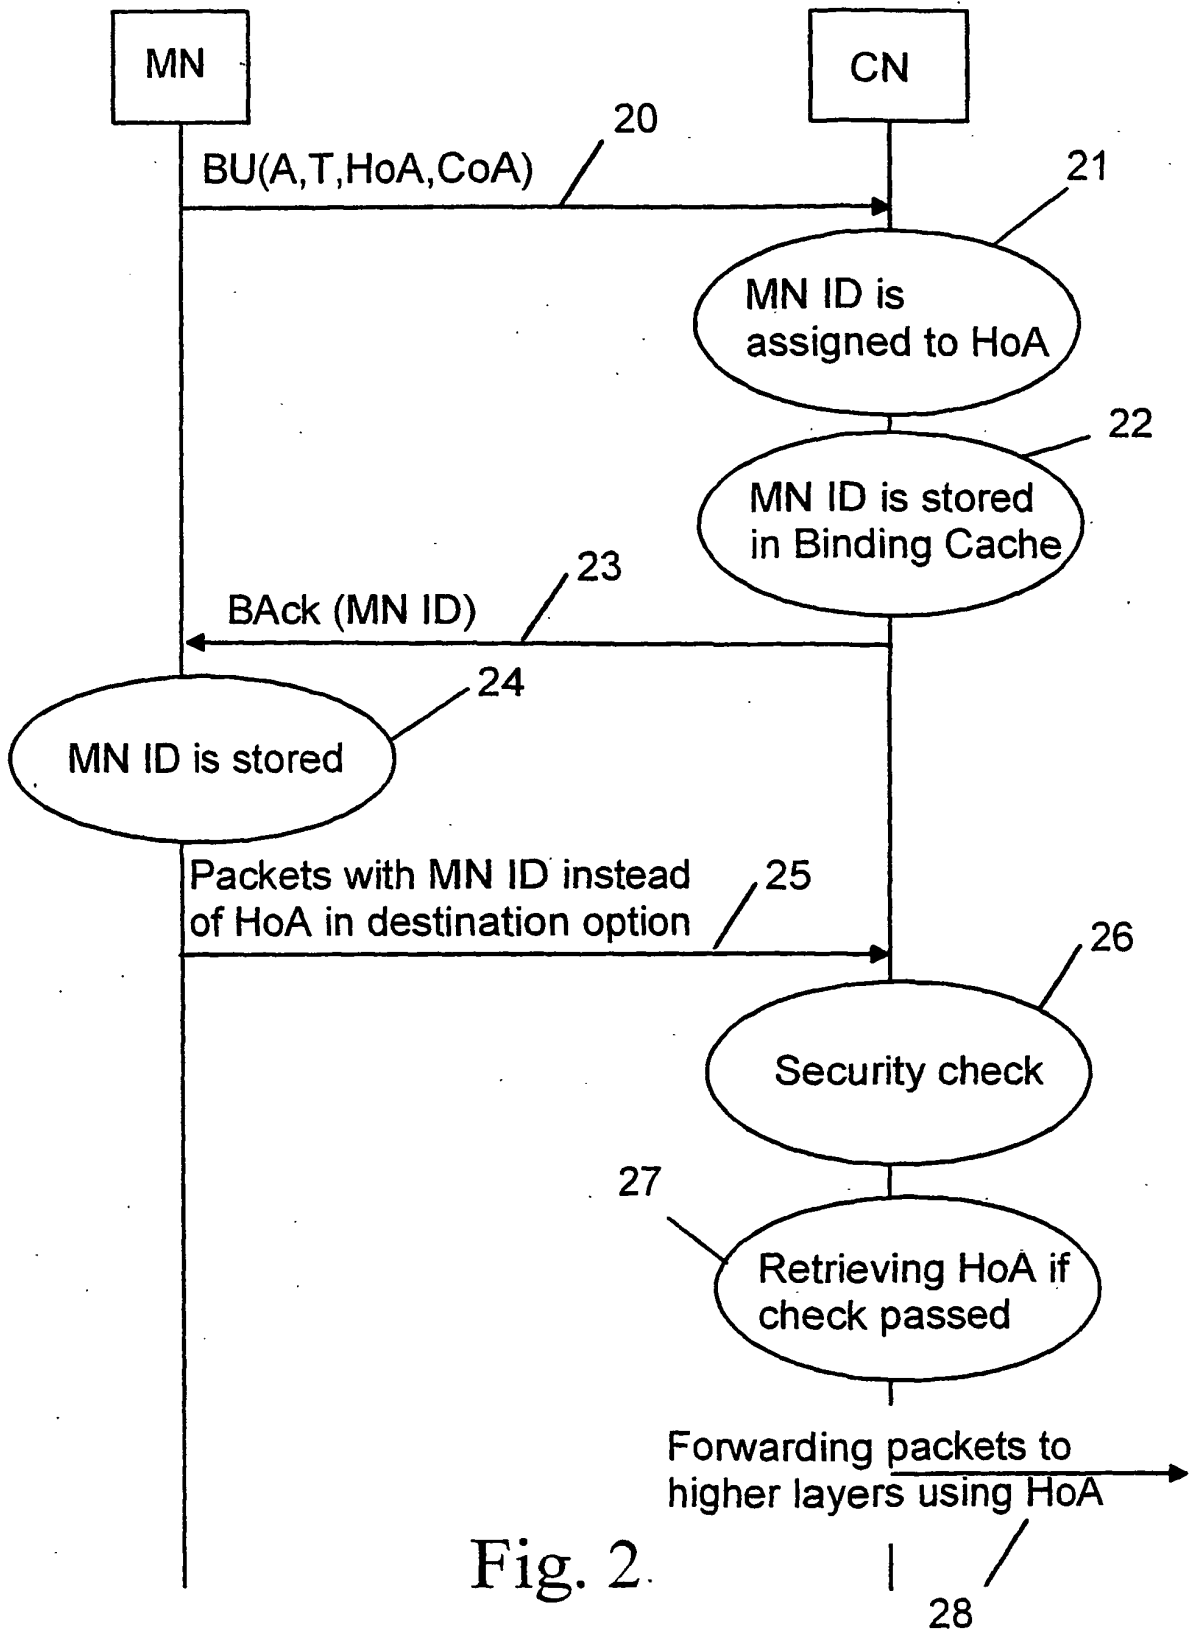 MN
CN
20
BU(A,T,HoA,CoA)
21
MN ID is
assigned to HoA
22
MN ID is stored
in Binding Cache
23
BAck (MN ID)
24
MN ID is stored
Packets with MN ID instead
of HoA in destination option
25
26
Security check
27
Retrieving HoA if
check passed
Forwarding packets to
higher layers using HoA
Fig. 2
28